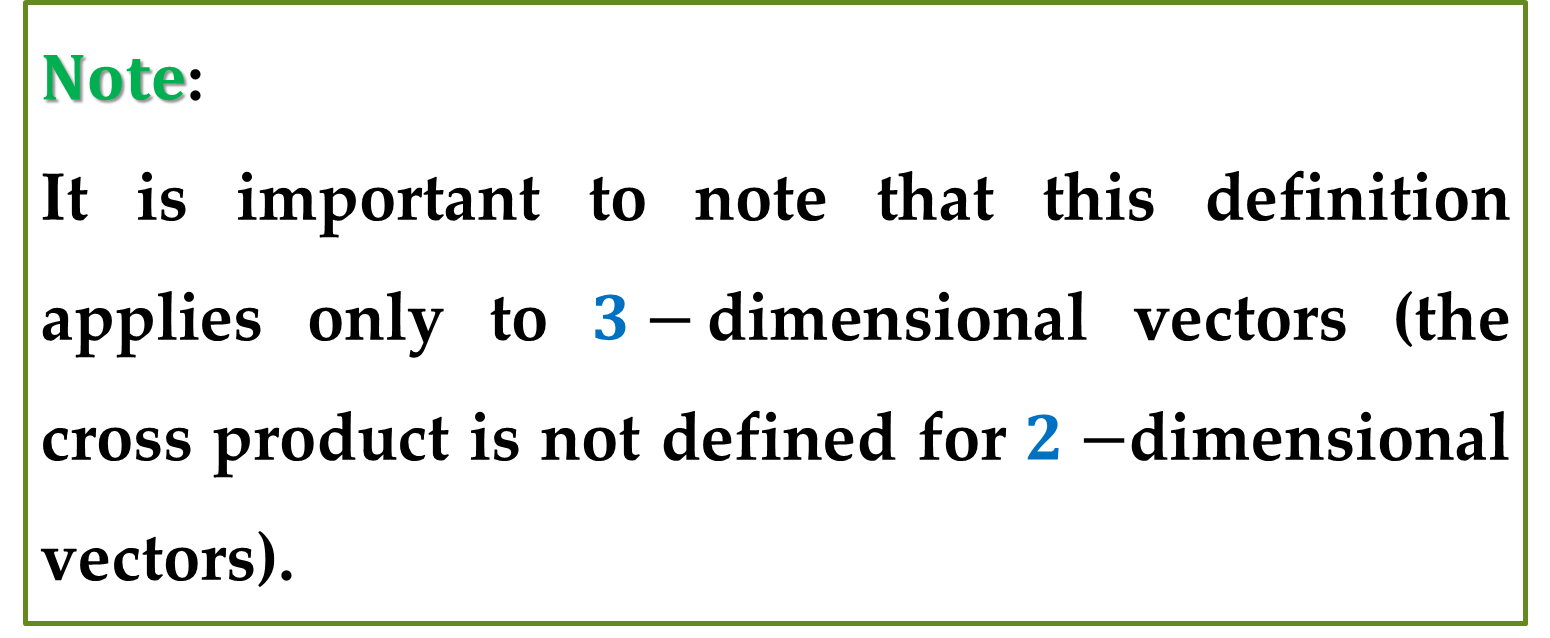 Note:
It is important to note that this definition
applies only to 3 − dimensional vectors (the
cross product is not defined for 2 −dimensional
vectors).